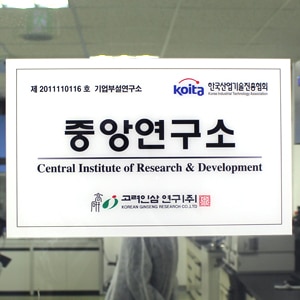 제 2011110116 호 기업부설연구소
koita 한국산업기술진흥협회
Korea Industrial Technology Association
중앙연구소
Central Institute of Research & Development
고려인삼 연구(주)
KOREAN GINSENG RESEARCH CO.,LTD